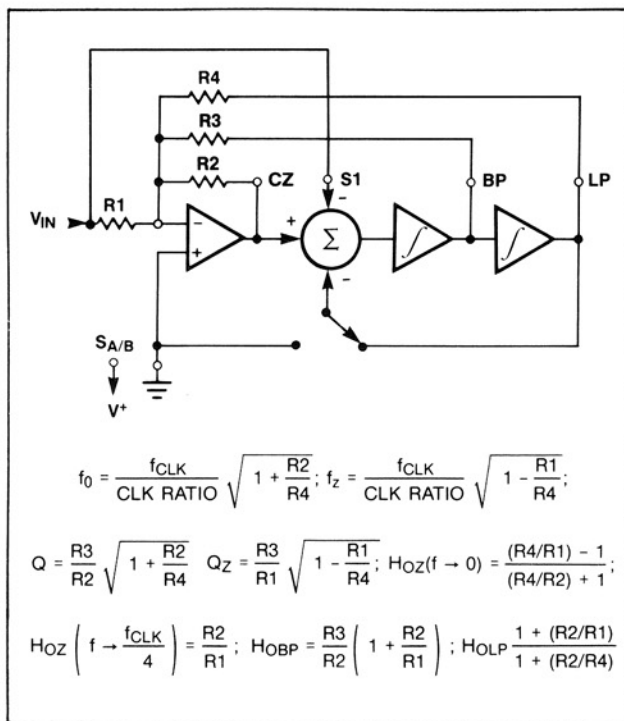 R4
R3
R2
CZ
S1
BP
LP
R1
VIN
−
+
+
−
Σ
∫
∫
−
SA/B
V+
f0 = fCLK / CLK RATIO √(1 + R2/R4); fz = fCLK / CLK RATIO √(1 − R1/R4);
Q = R3/R2 √(1 + R2/R4) QZ = R3/R1 √(1 − R1/R4); HOZ(f → 0) = (R4/R1) − 1 / (R4/R2) + 1;
HOZ (f → fCLK/4) = R2/R1; HOBP = R3/R2 (1 + R2/R1); HOLP 1 + (R2/R1) / 1 + (R2/R4)